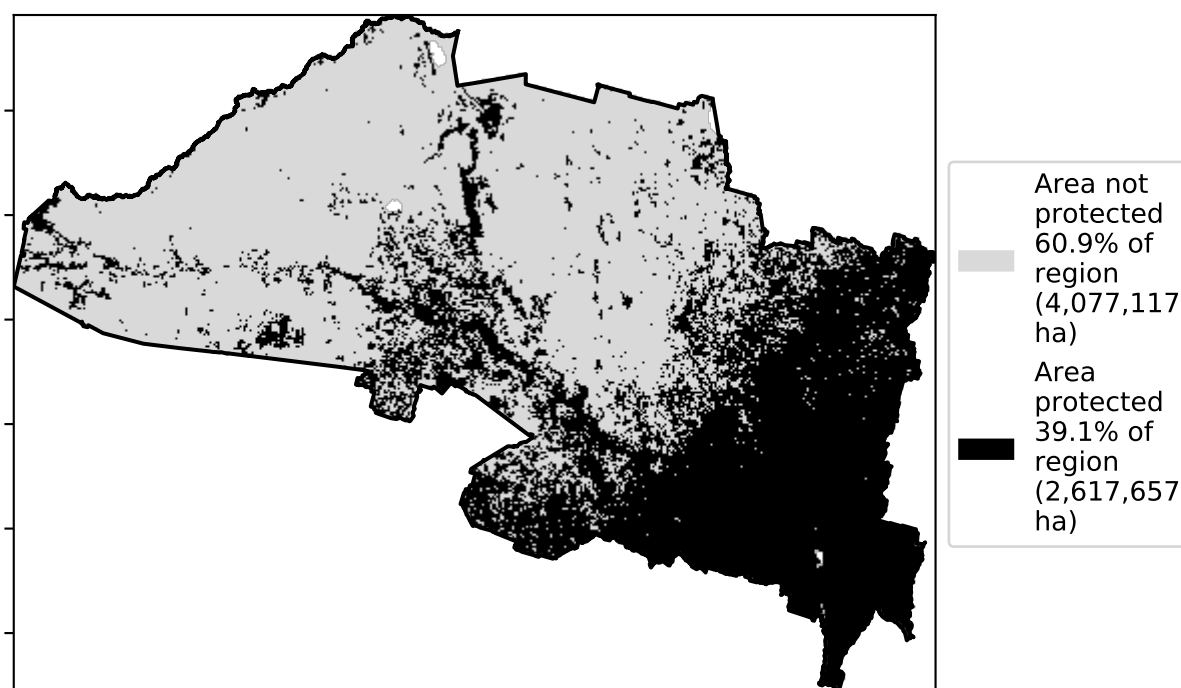 Area not
protected
60.9% of
region
(4,077,117
ha)
Area
protected
39.1% of
region
(2,617,657
ha)